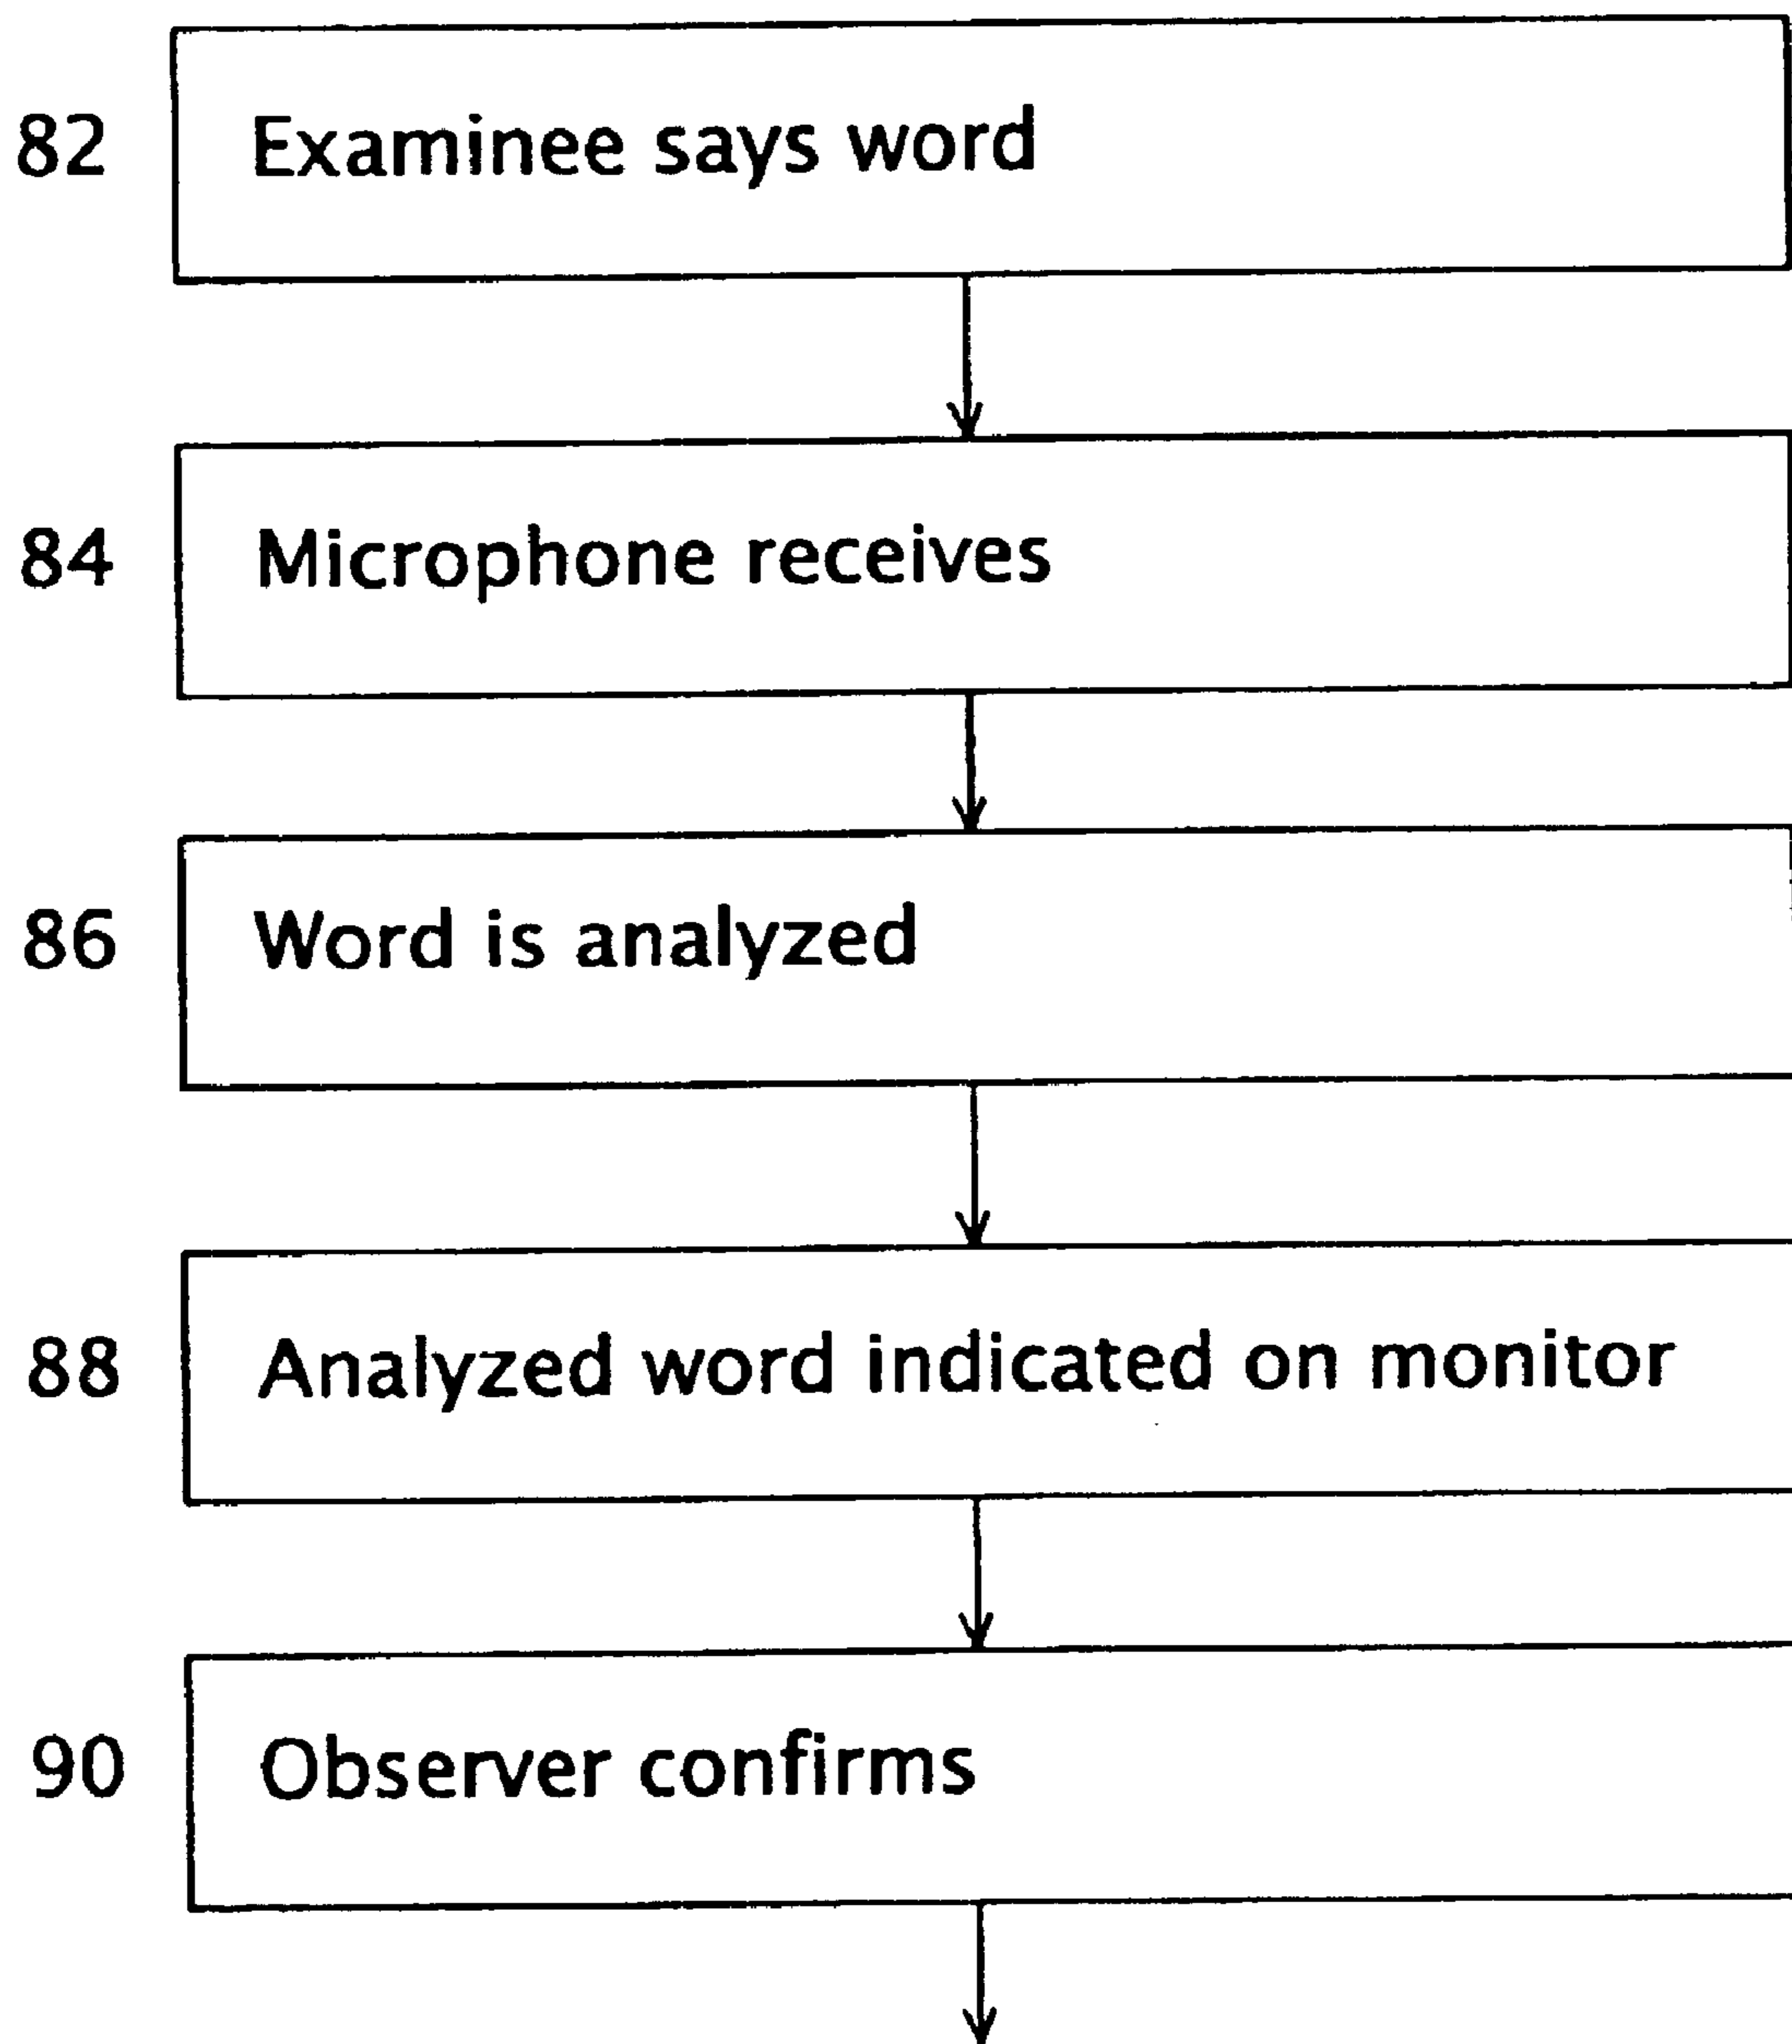 82 Examinee says word
84 Microphone receives
86 Word is analyzed
88 Analyzed word indicated on monitor
90 Observer confirms